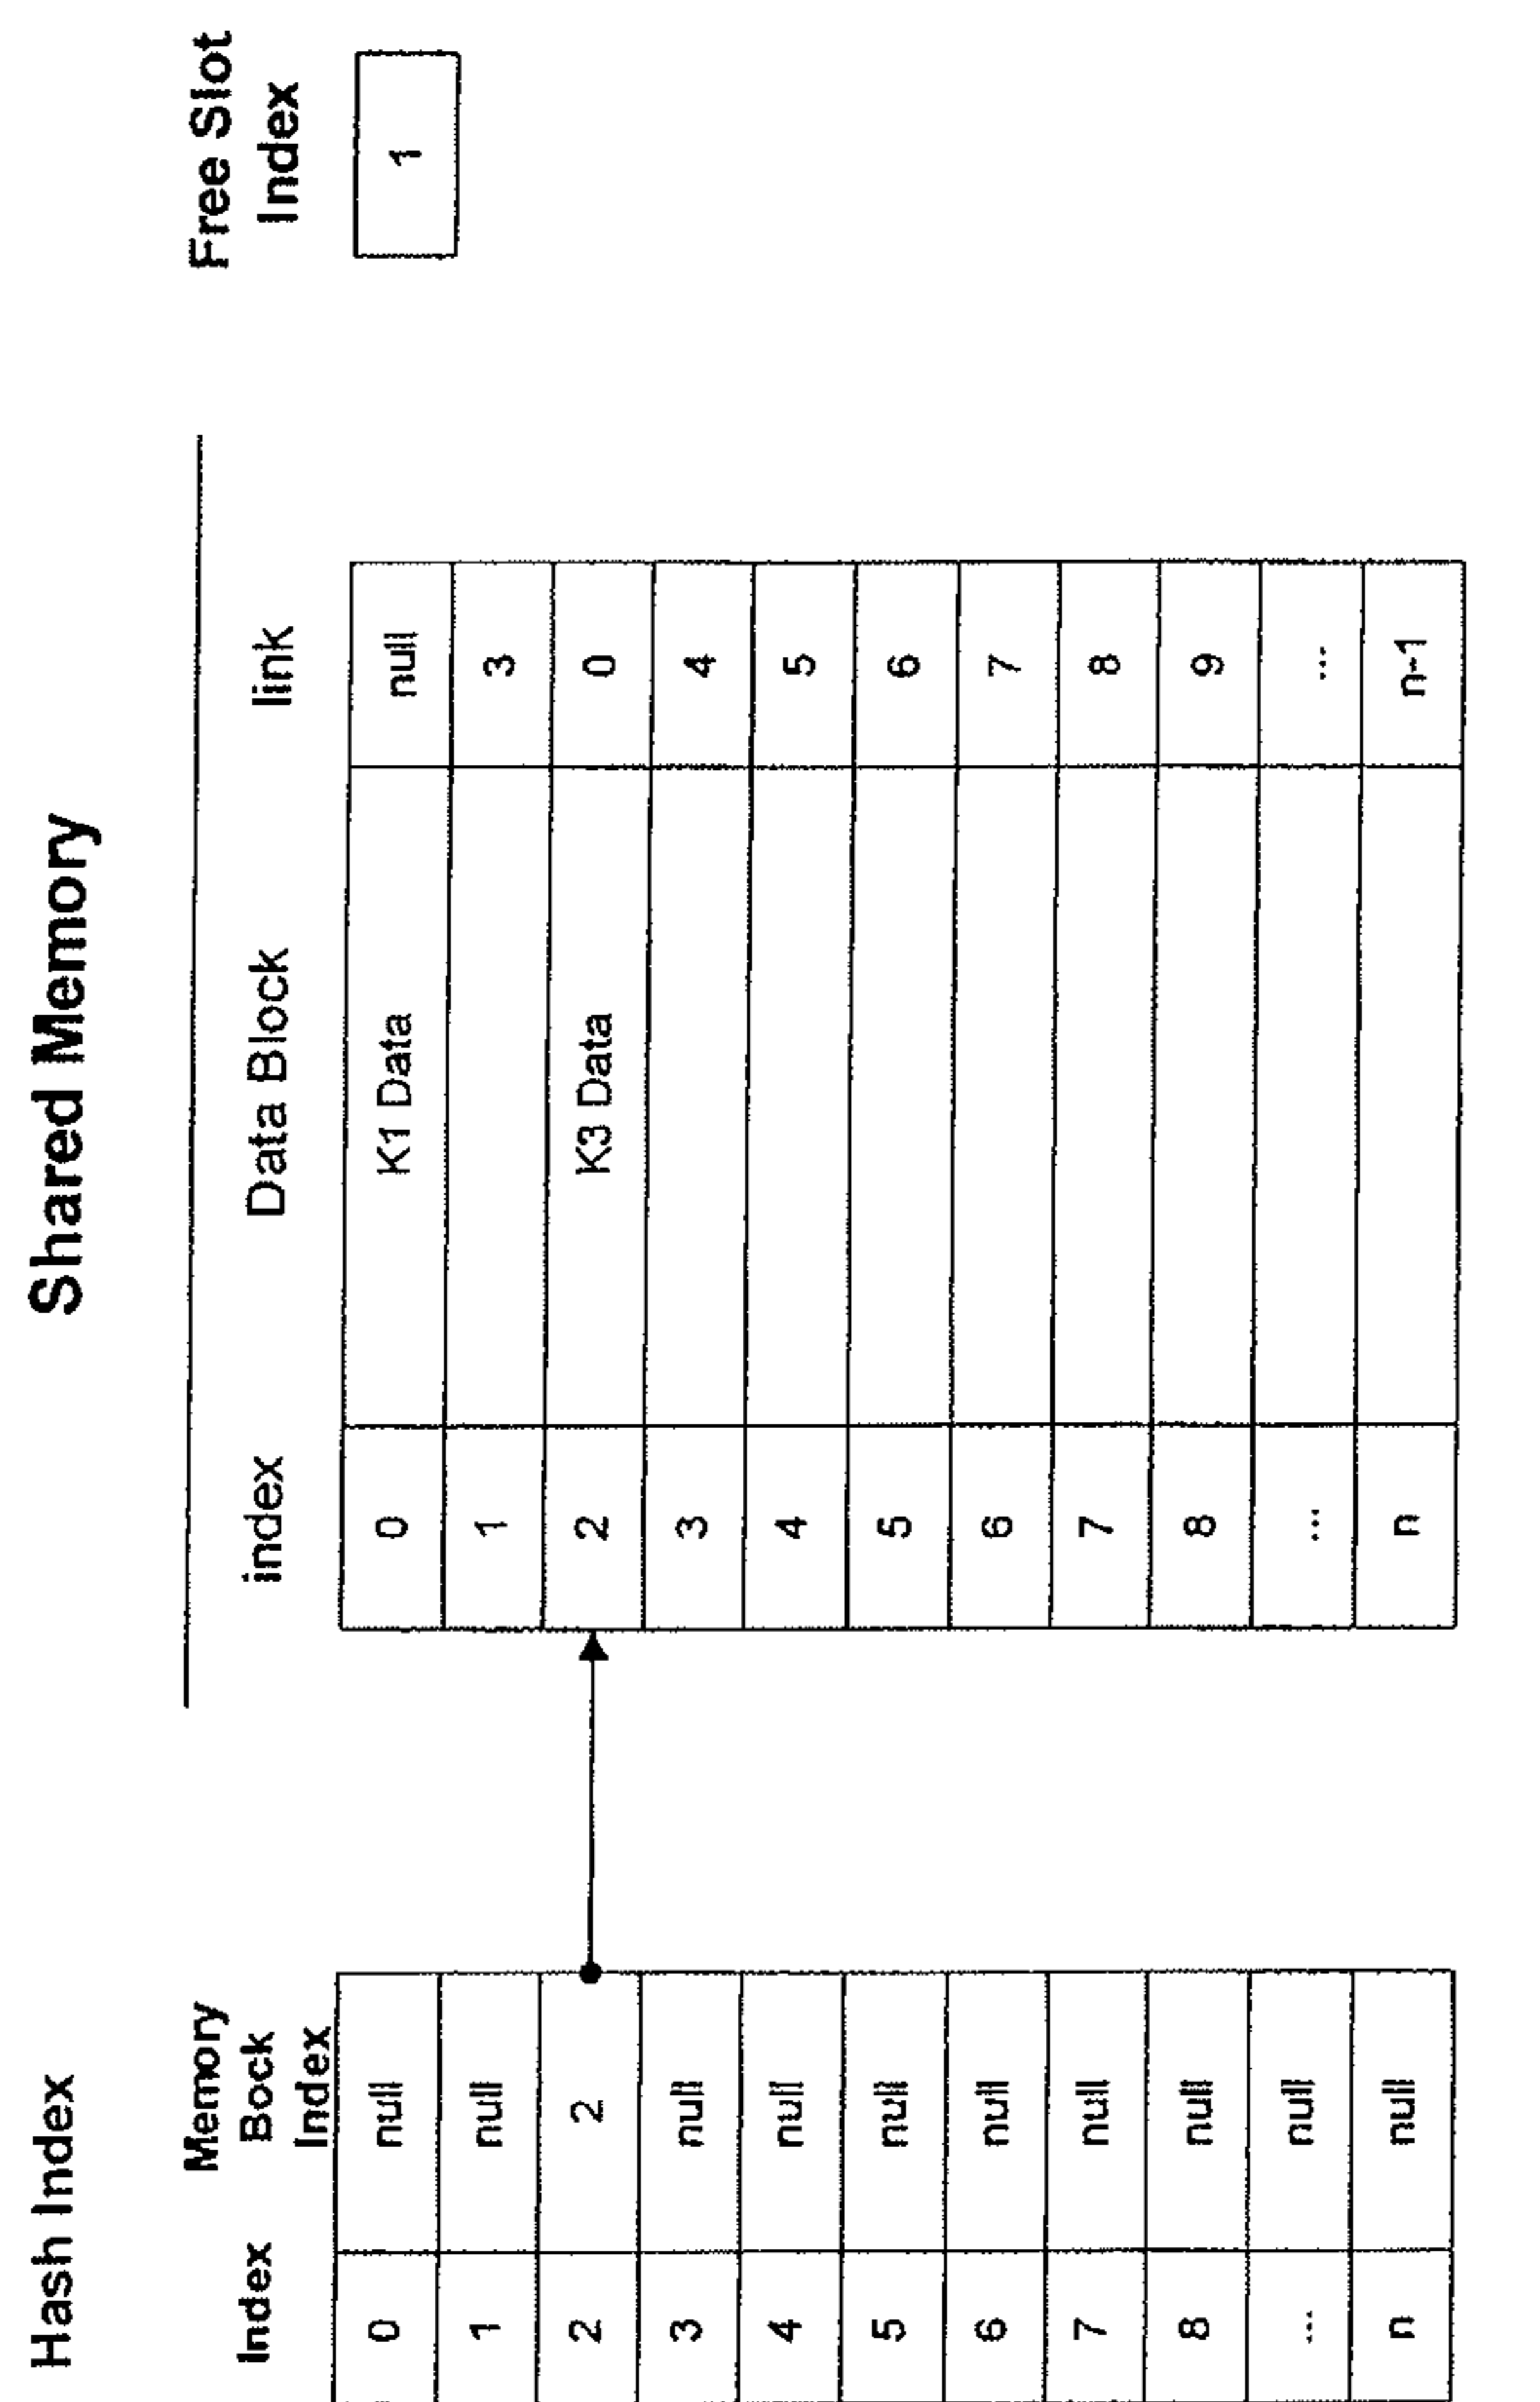 Hash Index
Shared Memory
Index
Memory
Bock
Index
index
Data Block
link
Free Slot
Index
0 null
1 null
2 2
3 null
4 null
5 null
6 null
7 null
8 null
... null
n null
0 K1 Data null
1 3
2 K3 Data 0
3 4
4 5
5 6
6 7
7 8
8 9
... ...
n n-1
1